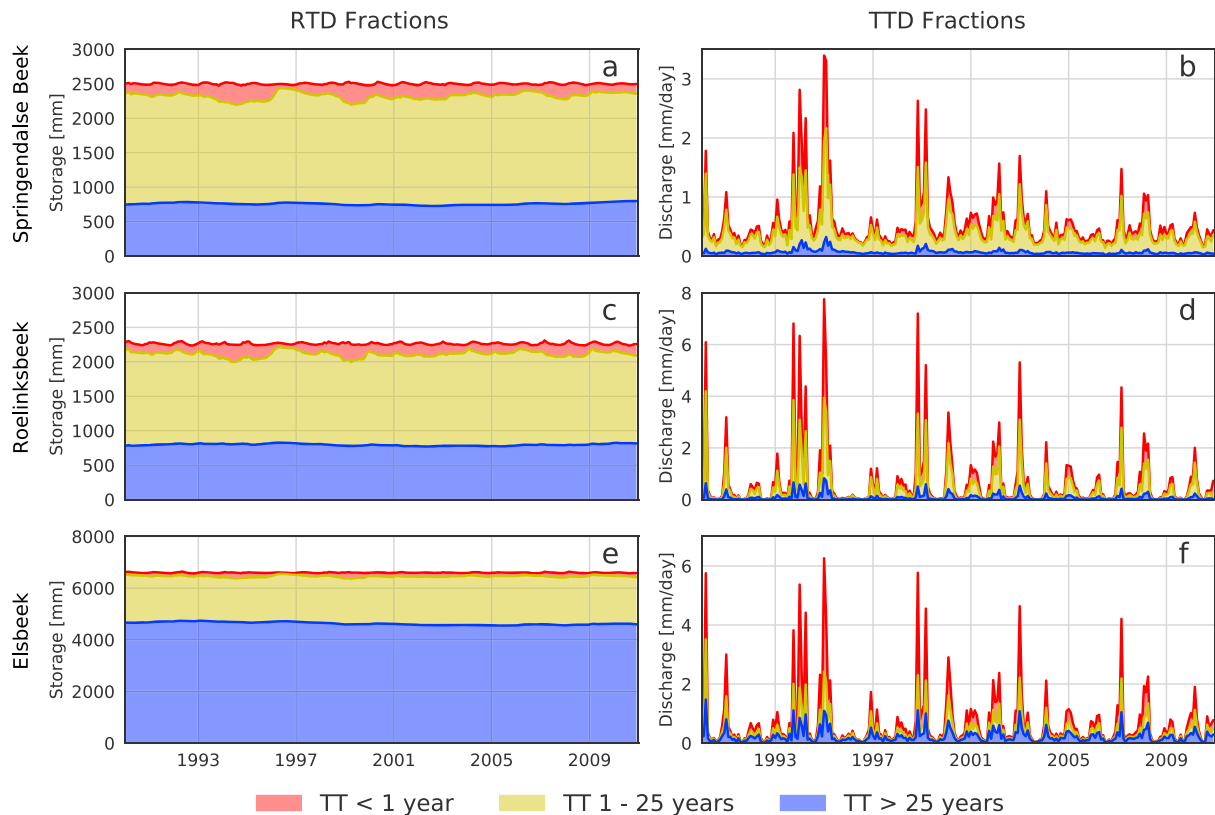 RTD Fractions
TTD Fractions
Springendalse Beek
Storage [mm]
3000
2500
2000
1500
1000
500
0
a
Discharge [mm/day]
3
2
1
0
b
Roelinksbeek
Storage [mm]
3000
2500
2000
1500
1000
500
0
c
Discharge [mm/day]
8
6
4
2
0
d
Elsbeek
Storage [mm]
8000
6000
4000
2000
0
e
1993 1997 2001 2005 2009
Discharge [mm/day]
6
4
2
0
f
1993 1997 2001 2005 2009
TT < 1 year TT 1 - 25 years TT > 25 years